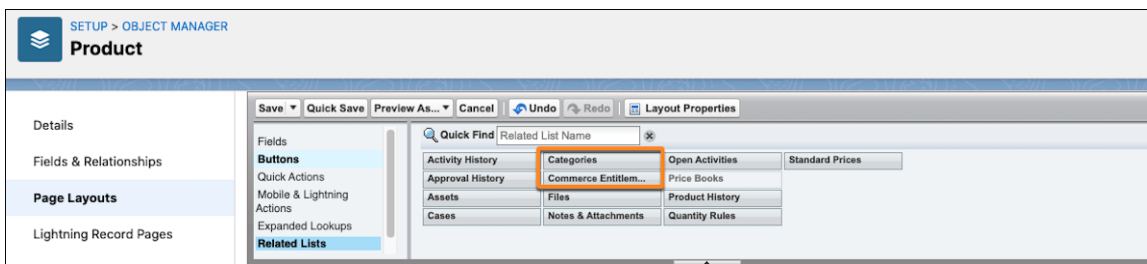 SETUP > OBJECT MANAGER
Product
Save Quick Save Preview As... Cancel Undo Redo Layout Properties
Details
Fields & Relationships
Page Layouts
Lightning Record Pages
Fields
Buttons
Quick Actions
Mobile & Lightning
Actions
Expanded Lookups
Related Lists
Quick Find Related List Name
Activity History Categories Open Activities Standard Prices
Approval History Commerce Entitlem... Price Books
Assets Files Product History
Cases Notes & Attachments Quantity Rules